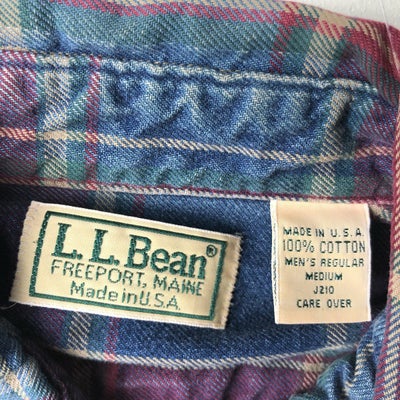 L.L.Bean®
FREEPORT, MAINE
Made in U.S.A.
MADE IN U.S.A.
100% COTTON
MEN'S REGULAR
MEDIUM
J210
CARE OVER